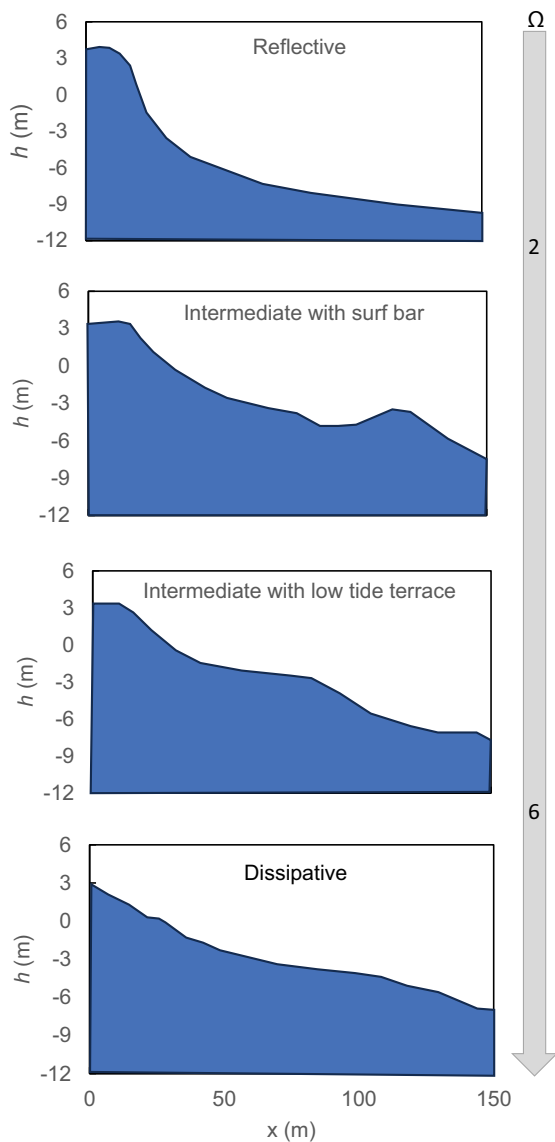 Ω
6
Reflective
3
0
h (m)
-3
-6
-9
-12
2
6
Intermediate with surf bar
3
0
h (m)
-3
-6
-9
-12
6
Intermediate with low tide terrace
3
0
h (m)
-3
-6
-9
-12
6
6
Dissipative
3
0
h (m)
-3
-6
-9
-12
0 50 100 150
x (m)